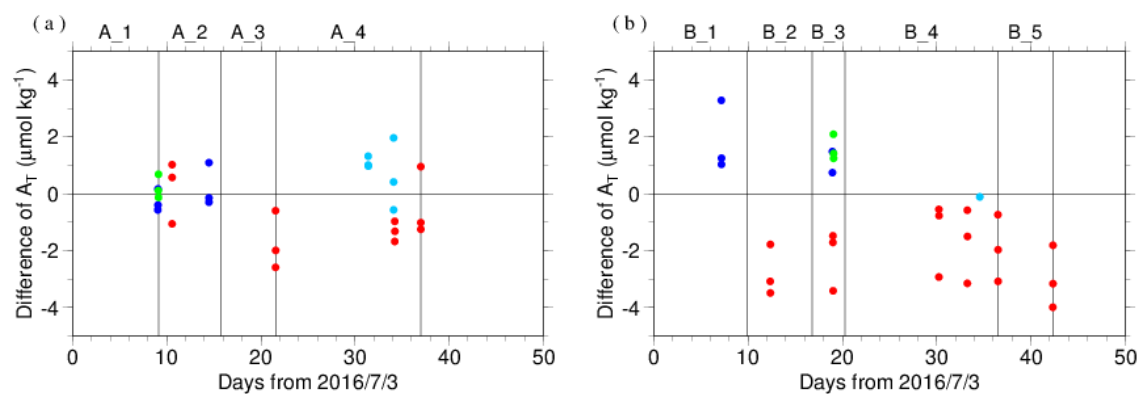 (a)
A_1 A_2 A_3 A_4
Difference of A_T (µmol kg⁻¹)
4
2
0
-2
-4
0 10 20 30 40 50
Days from 2016/7/3
(b)
B_1 B_2 B_3 B_4 B_5
Difference of A_T (µmol kg⁻¹)
4
2
0
-2
-4
0 10 20 30 40 50
Days from 2016/7/3